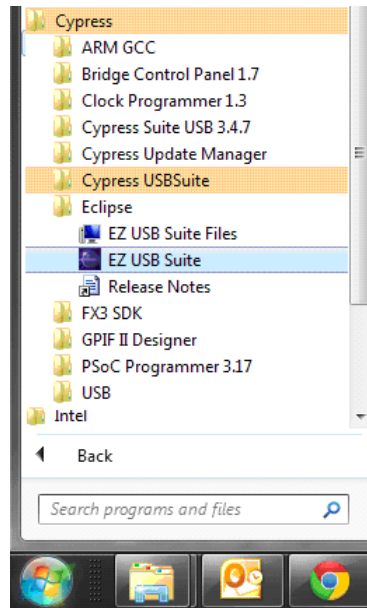 Cypress
ARM GCC
Bridge Control Panel 1.7
Clock Programmer 1.3
Cypress Suite USB 3.4.7
Cypress Update Manager
Cypress USBSuite
Eclipse
EZ USB Suite Files
EZ USB Suite
Release Notes
FX3 SDK
GPIF II Designer
PSoC Programmer 3.17
USB
Intel
Back
Search programs and files